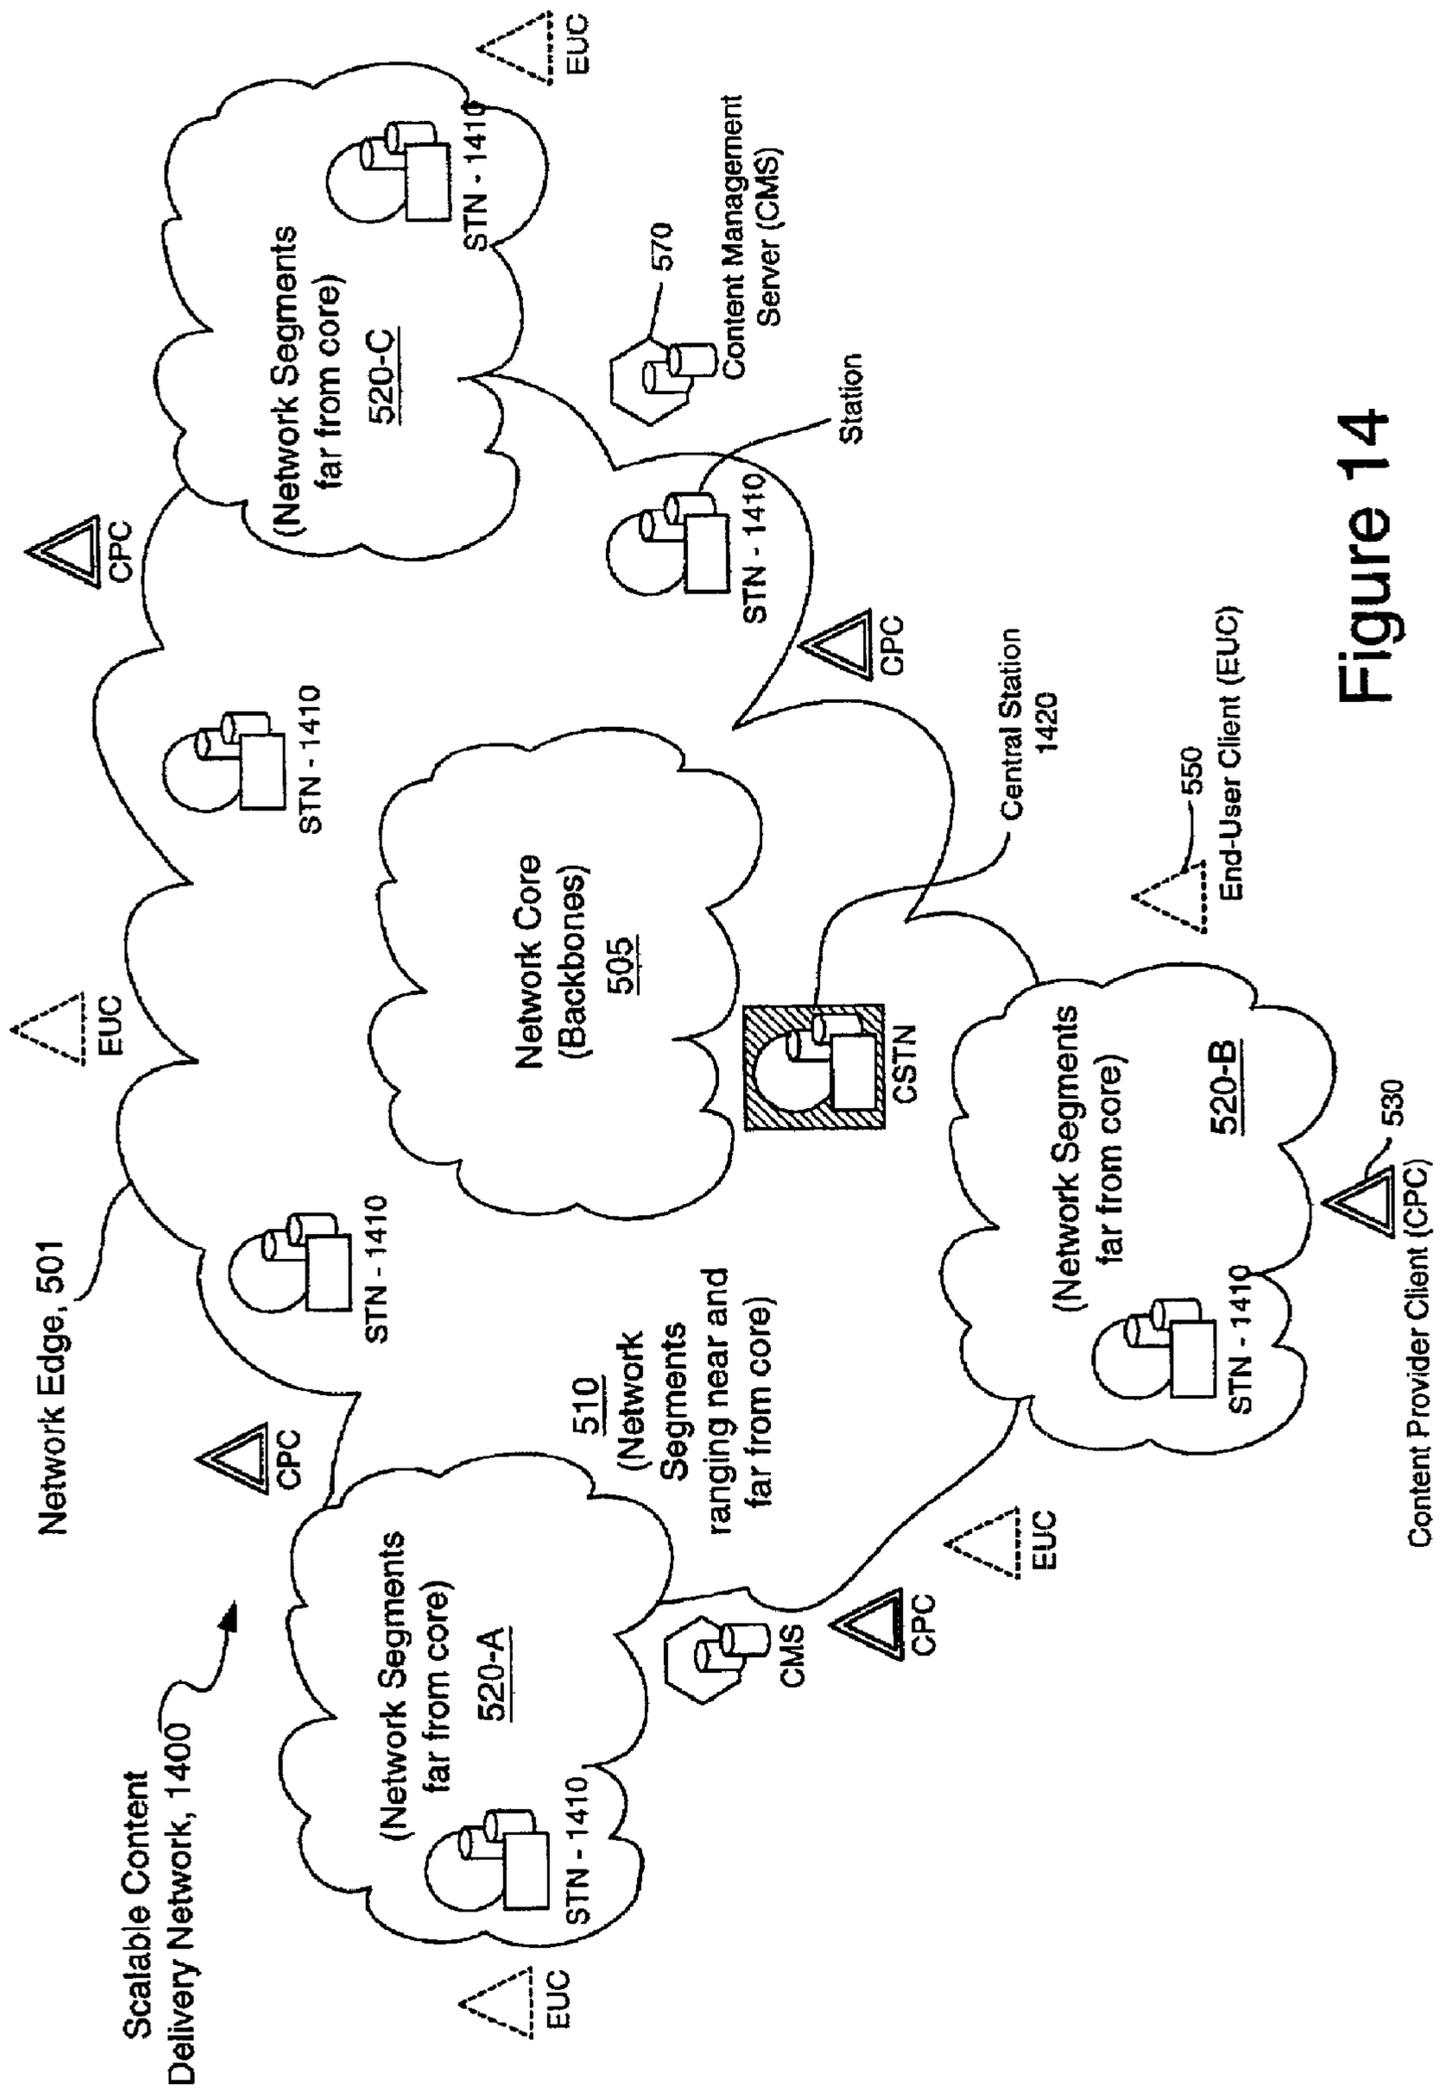 Scalable Content
Delivery Network, 1400
Network Edge, 501
EUC
CPC
EUC
CPC
EUC
(Network Segments
far from core)
520-A
STN - 1410
STN - 1410
STN - 1410
(Network Segments
far from core)
520-C
STN - 1410
510
(Network
Segments
ranging near and
far from core)
Network Core
(Backbones)
505
STN - 1410
Station
570
Content Management
Server (CMS)
CMS
CPC
EUC
CSTN
Central Station
1420
CPC
(Network Segments
far from core)
520-B
STN - 1410
550
End-User Client (EUC)
530
Content Provider Client (CPC)
Figure 14